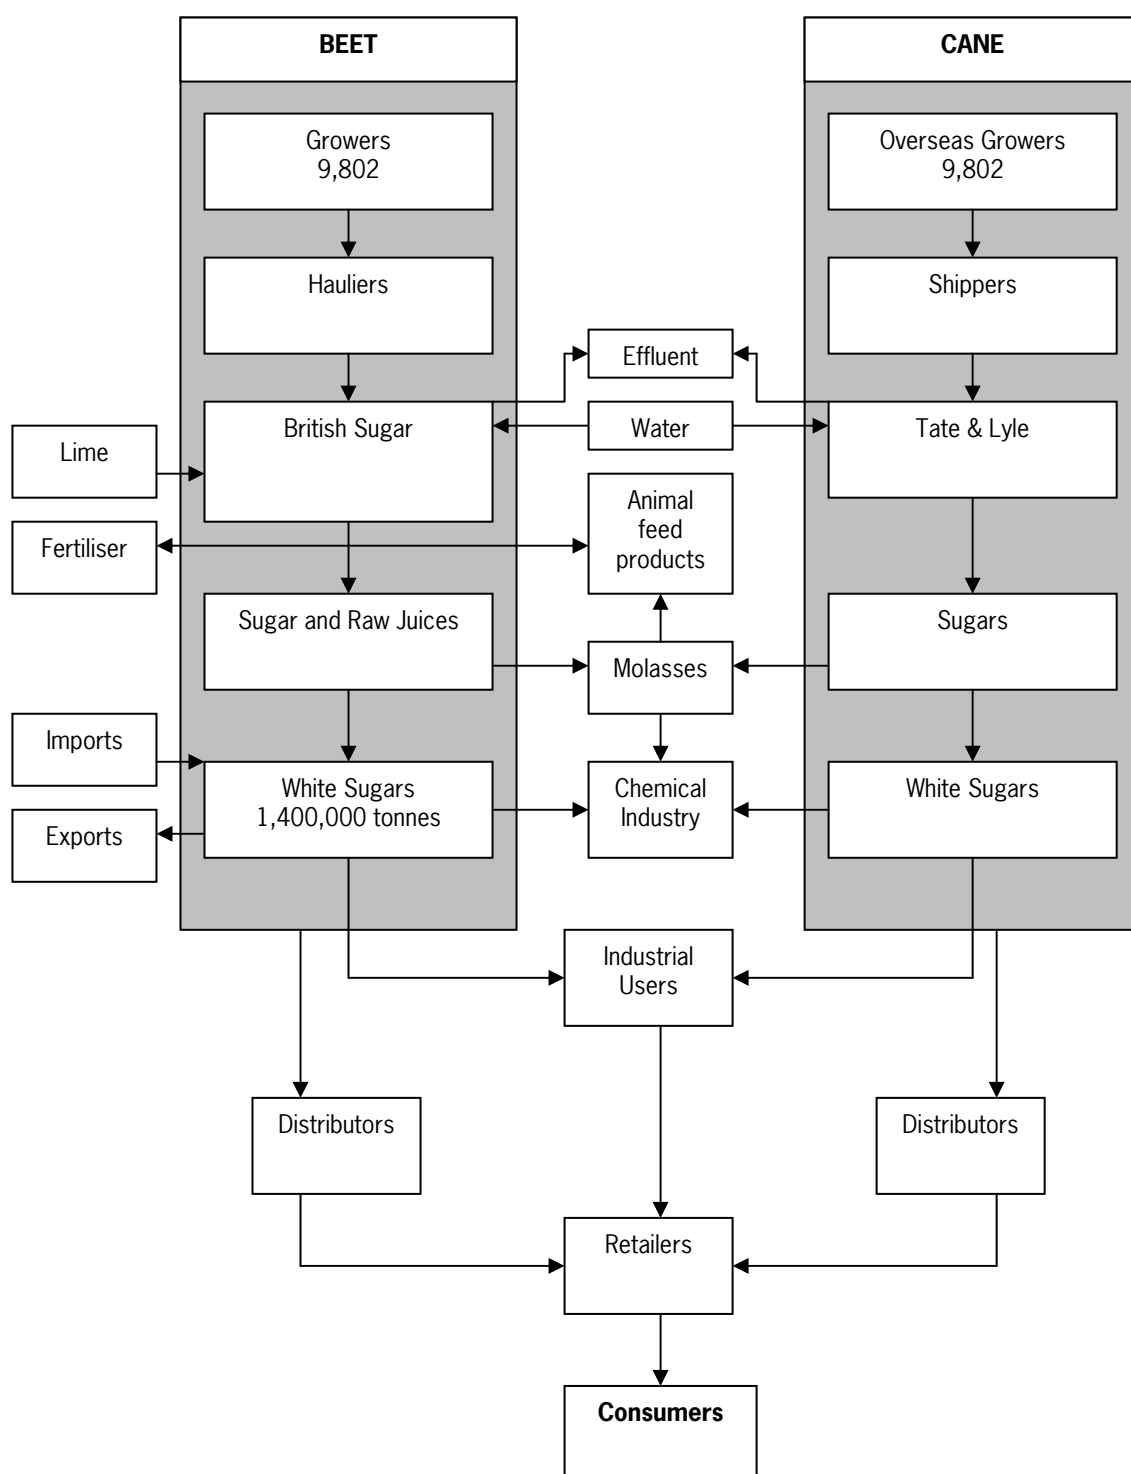 BEET
CANE
Growers
9,802
Overseas Growers
9,802
Hauliers
Shippers
Effluent
British Sugar
Water
Tate & Lyle
Lime
Animal
feed
products
Fertiliser
Sugar and Raw Juices
Sugars
Molasses
Imports
White Sugars
1,400,000 tonnes
Chemical
Industry
White Sugars
Exports
Industrial
Users
Distributors
Distributors
Retailers
Consumers